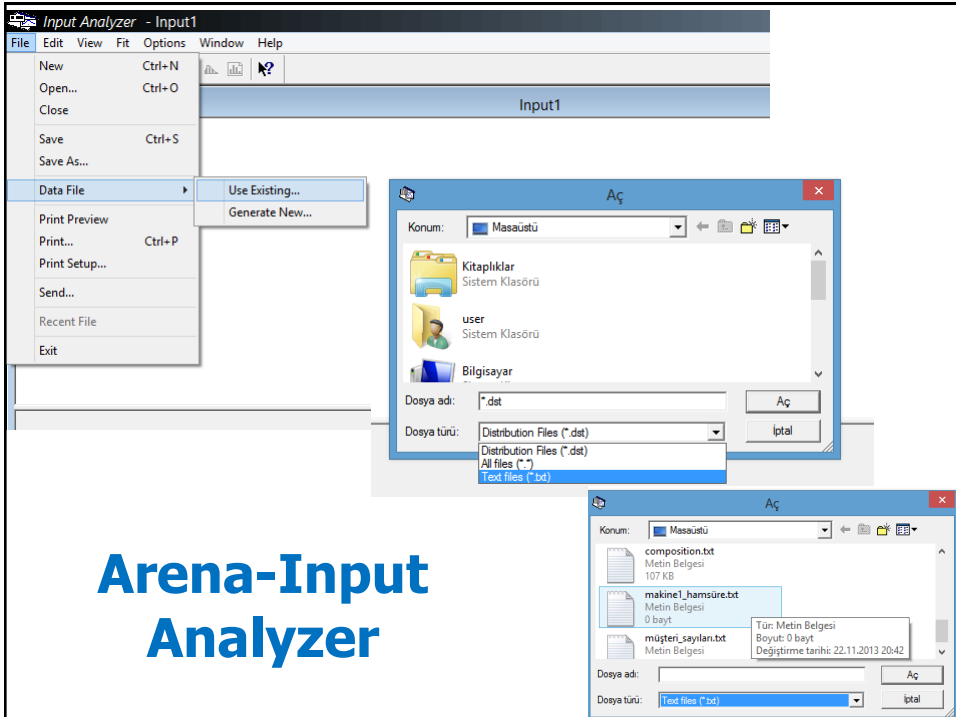 Input Analyzer - Input1
File Edit View Fit Options Window Help
New Ctrl+N
Open... Ctrl+O
Close
Save Ctrl+S
Save As...
Data File
Print Preview
Print... Ctrl+P
Print Setup...
Send...
Recent File
Exit
Use Existing...
Generate New...
Input1
Aç
Konum: Masaüstü
Kitaplıklar
Sistem Klasörü
user
Sistem Klasörü
Bilgisayar
Dosya adı: *.dst Aç
Dosya türü: Distribution Files (*.dst) İptal
Distribution Files (*.dst)
All files (*.*)
Text files (*.txt)
Aç
Konum: Masaüstü
composition.txt
Metin Belgesi
107 KB
makine1_hamsüre.txt
Metin Belgesi
0 bayt
müşteri_sayıları.txt
Metin Belgesi
Tür: Metin Belgesi
Boyut: 0 bayt
Değiştirme tarihi: 22.11.2013 20:42
Dosya adı: Aç
Dosya türü: Text files (*.txt) İptal
Arena-Input
Analyzer